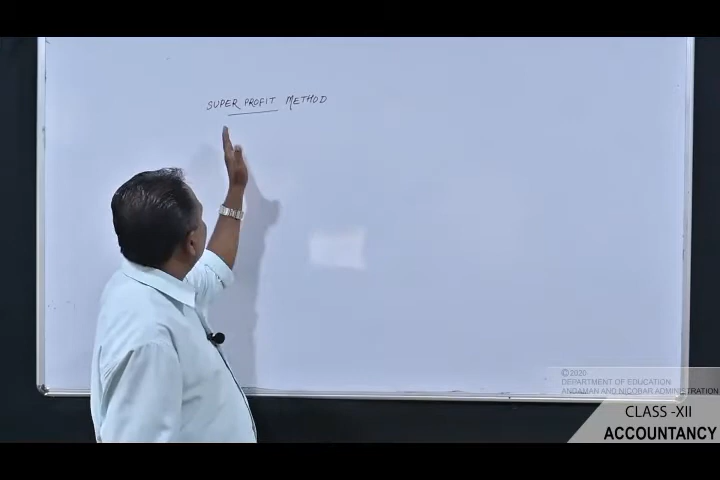 SUPER PROFIT METHOD
©2020
DEPARTMENT OF EDUCATION
ANDAMAN AND NICOBAR ADMINISTRATION
CLASS -XII
ACCOUNTANCY